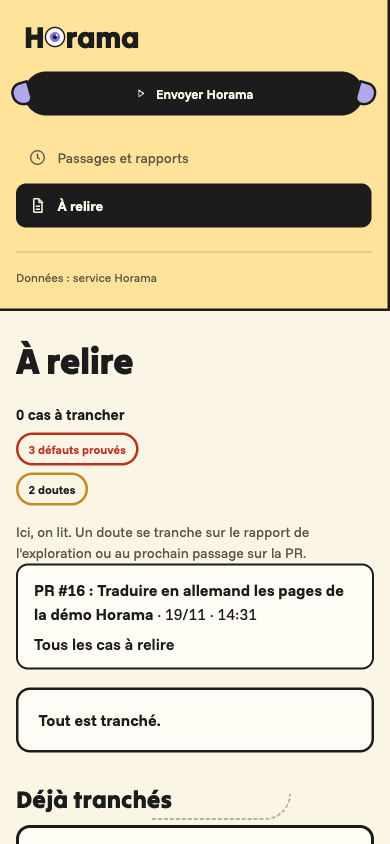 Horama
Envoyer Horama
Passages et rapports
À relire
Données : service Horama
À relire
0 cas à trancher
3 défauts prouvés
2 doutes
Ici, on lit. Un doute se tranche sur le rapport de
l'exploration ou au prochain passage sur la PR.
PR #16 : Traduire en allemand les pages de
la démo Horama · 19/11 · 14:31
Tous les cas à relire
Tout est tranché.
Déjà tranchés